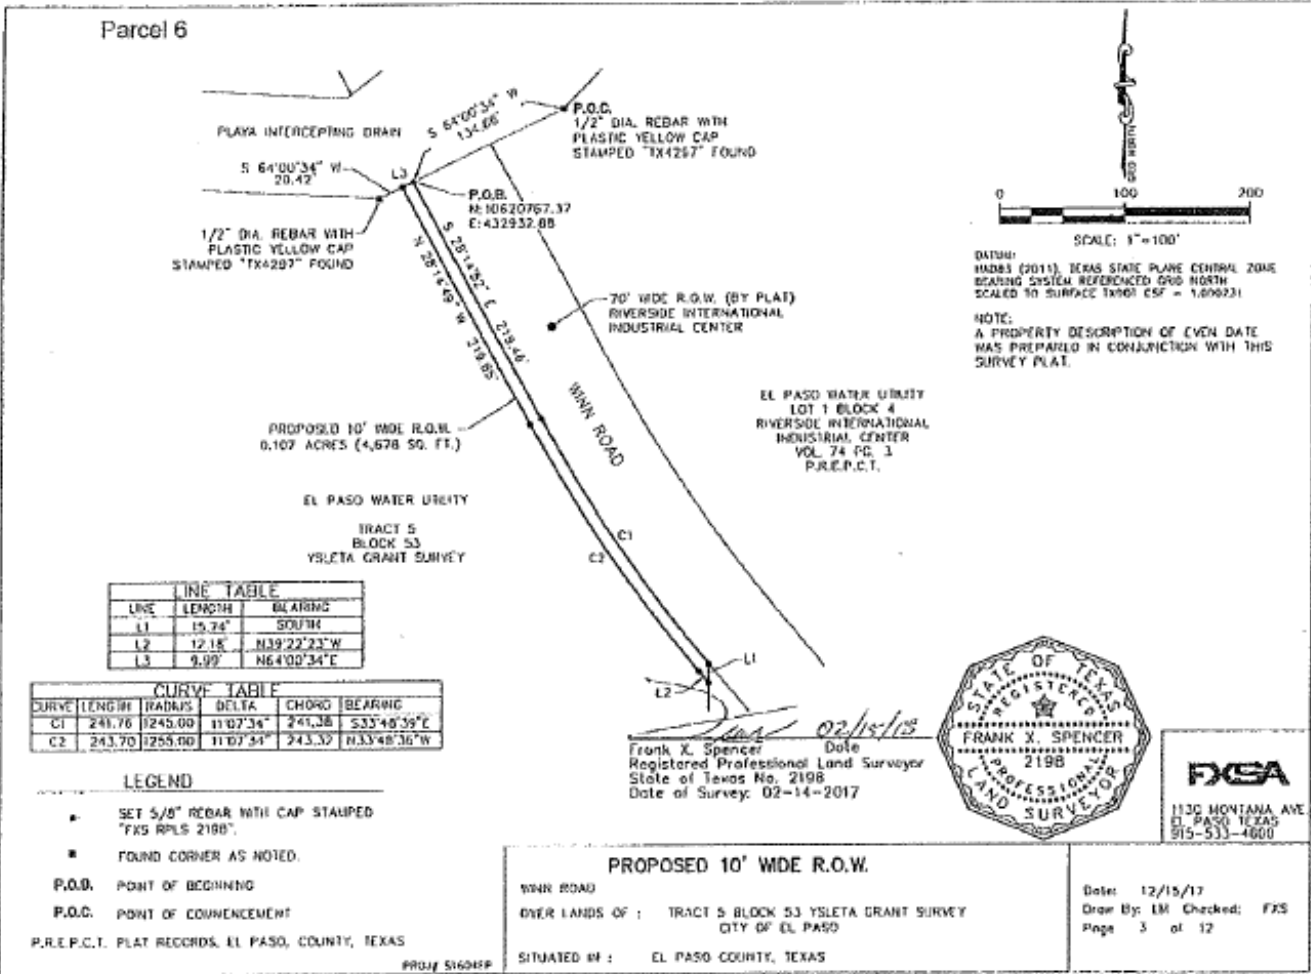 Parcel 6
PLAYA INTERCEPTING DRAIN
S 64°00'34" W
134.66'
P.O.C.
1/2" DIA. REBAR WITH
PLASTIC YELLOW CAP
STAMPED "TX4297" FOUND
S 64°00'34" W
20.42'
L3
P.O.B.
N: 10620767.37
E: 432932.88
1/2" DIA. REBAR WITH
PLASTIC YELLOW CAP
STAMPED "TX4297" FOUND
S 28°14'52" E 219.46'
N 28°14'49" W 219.65'
70' WIDE R.O.W. (BY PLAT)
RIVERSIDE INTERNATIONAL
INDUSTRIAL CENTER
WINN ROAD
PROPOSED 10' WIDE R.O.W.
0.107 ACRES (4,678 SQ. FT.)
EL PASO WATER UTILITY
LOT 1 BLOCK 4
RIVERSIDE INTERNATIONAL
INDUSTRIAL CENTER
VOL. 74 PG. 3
P.R.E.P.C.T.
EL PASO WATER UTILITY
TRACT 5
BLOCK 53
YSLETA GRANT SURVEY
C1
C2
L1
L2
0 100 200
SCALE: 1"=100'
DATUM:
NAD83 (2011), TEXAS STATE PLANE CENTRAL ZONE
BEARING SYSTEM REFERENCED GRID NORTH
SCALED TO SURFACE CSF = 1.000231
NOTE:
A PROPERTY DESCRIPTION OF EVEN DATE
WAS PREPARED IN CONJUNCTION WITH THIS
SURVEY PLAT.
LINE TABLE
LINE LENGTH BEARING
L1 15.74' SOUTH
L2 12.18' N39°22'23"W
L3 9.99' N64°00'34"E
CURVE TABLE
CURVE LENGTH RADIUS DELTA CHORD BEARING
C1 241.76 1245.00 11°07'34" 241.38 S33°48'39"E
C2 243.70 1255.00 11°07'34" 243.32 N33°48'36"W
LEGEND
SET 5/8" REBAR WITH CAP STAMPED
"FXS RPLS 2198".
FOUND CORNER AS NOTED.
P.O.B. POINT OF BEGINNING
P.O.C. POINT OF COMMENCEMENT
P.R.E.P.C.T. PLAT RECORDS, EL PASO, COUNTY, TEXAS
PROJ#
02/15/18
Frank X. Spencer Date
Registered Professional Land Surveyor
State of Texas No. 2198
Date of Survey: 02-14-2017
STATE OF TEXAS
REGISTERED
FRANK X. SPENCER
2198
PROFESSIONAL
LAND SURVEYOR
FXSA
1130 MONTANA AVE.
EL PASO TEXAS
915-533-4600
PROPOSED 10' WIDE R.O.W.
WINN ROAD
OVER LANDS OF : TRACT 5 BLOCK 53 YSLETA GRANT SURVEY
CITY OF EL PASO
SITUATED IN : EL PASO COUNTY, TEXAS
Date: 12/15/17
Draw By: LM Checked: FXS
Page 3 of 12